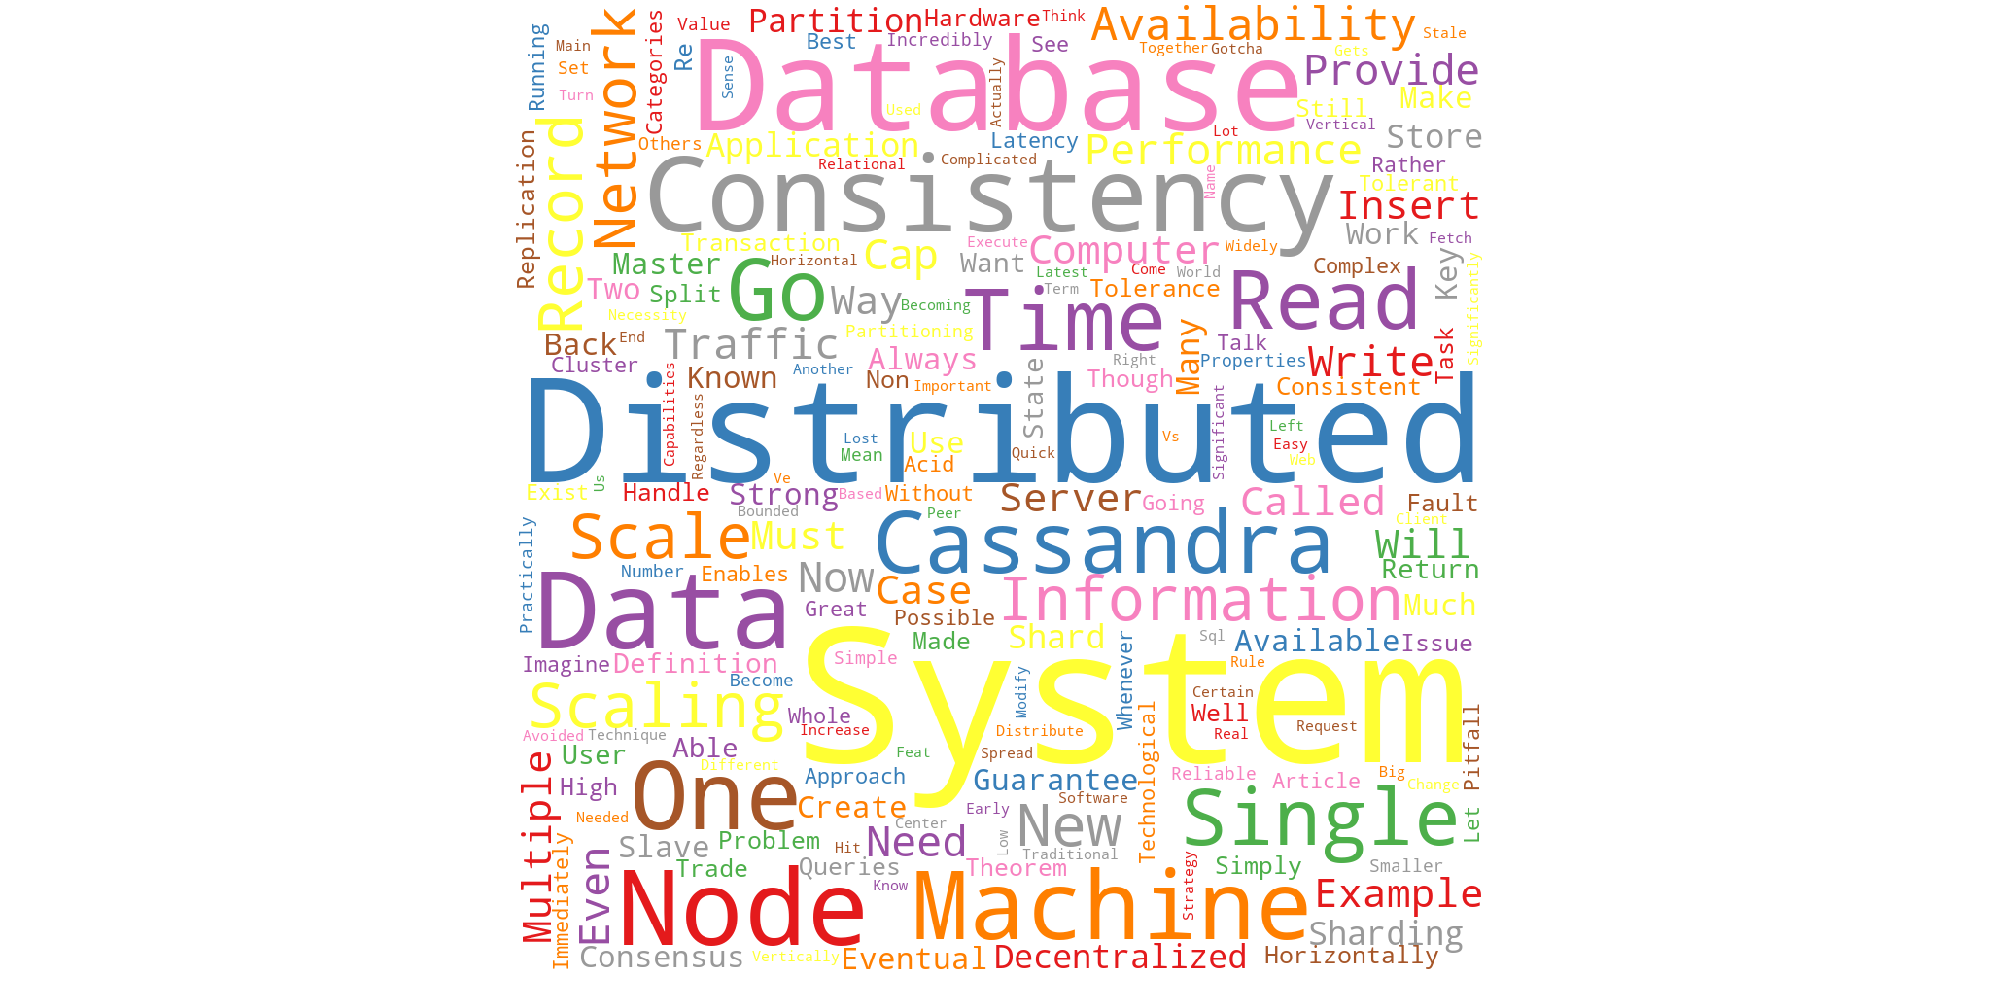 Partition
Hardware
Think
Availability
Stale
Value
Main
Running
Network
Categories
Re
Best
Incredibly
See
Together
Gotcha
Gets
Provide
Set
Turn
Sense
Database
Actually
Used
Still
Make
Vertical
Lot
Store
Record
Others
Application
Latency
Performance
Relational
Complicated
Rather
Replication
Consistency
Name
Tolerant
Insert
Transaction
Cap
Execute
Computer
Widely
Work
Fetch
Master
Horizontal
Want
Latest
Come
World
Complex
Key
Significantly
Two
Split
Go
Way
Becoming
Term
Time
Tolerance
Read
Necessity
Back
End
Traffic
Partitioning
Many
Talk
Write
Task
Cluster
Known
Another
Always
Right
Properties
Non
Important
State
Though
Consistent
Capabilities
Regardless
Distributed
Lost
Mean
Use
Acid
Quick
Vs
Significant
Left
Easy
Web
Exist
Us
Handle
Ve
Strong
Based
Without
Server
Going
Called
Fault
Bounded
Peer
Client
Practically
Scale
Must
Cassandra
Will
Return
Number
Enables
Now
Case
Information
Much
Data
Great
Possible
Imagine
Definition
Made
Shard
Whenever
Sql
Available
Issue
Become
Simple
System
Modify
Rule
Scaling
Whole
Increase
Certain
Well
Real
Request
Pitfall
Avoided
Technique
Distribute
Technological
User
Able
Different
Feat
Spread
High
Approach
Guarantee
Reliable
Article
Big
Change
Multiple
One
Needed
Create
Early
Software
New
Single
Let
Immediately
Slave
Problem
Hit
Center
Need
Low
Traditional
Even
Trade
Queries
Know
Theorem
Strategy
Simply
Smaller
Node
Machine
Example
Sharding
Consensus
Vertically
Eventual
Decentralized
Horizontally